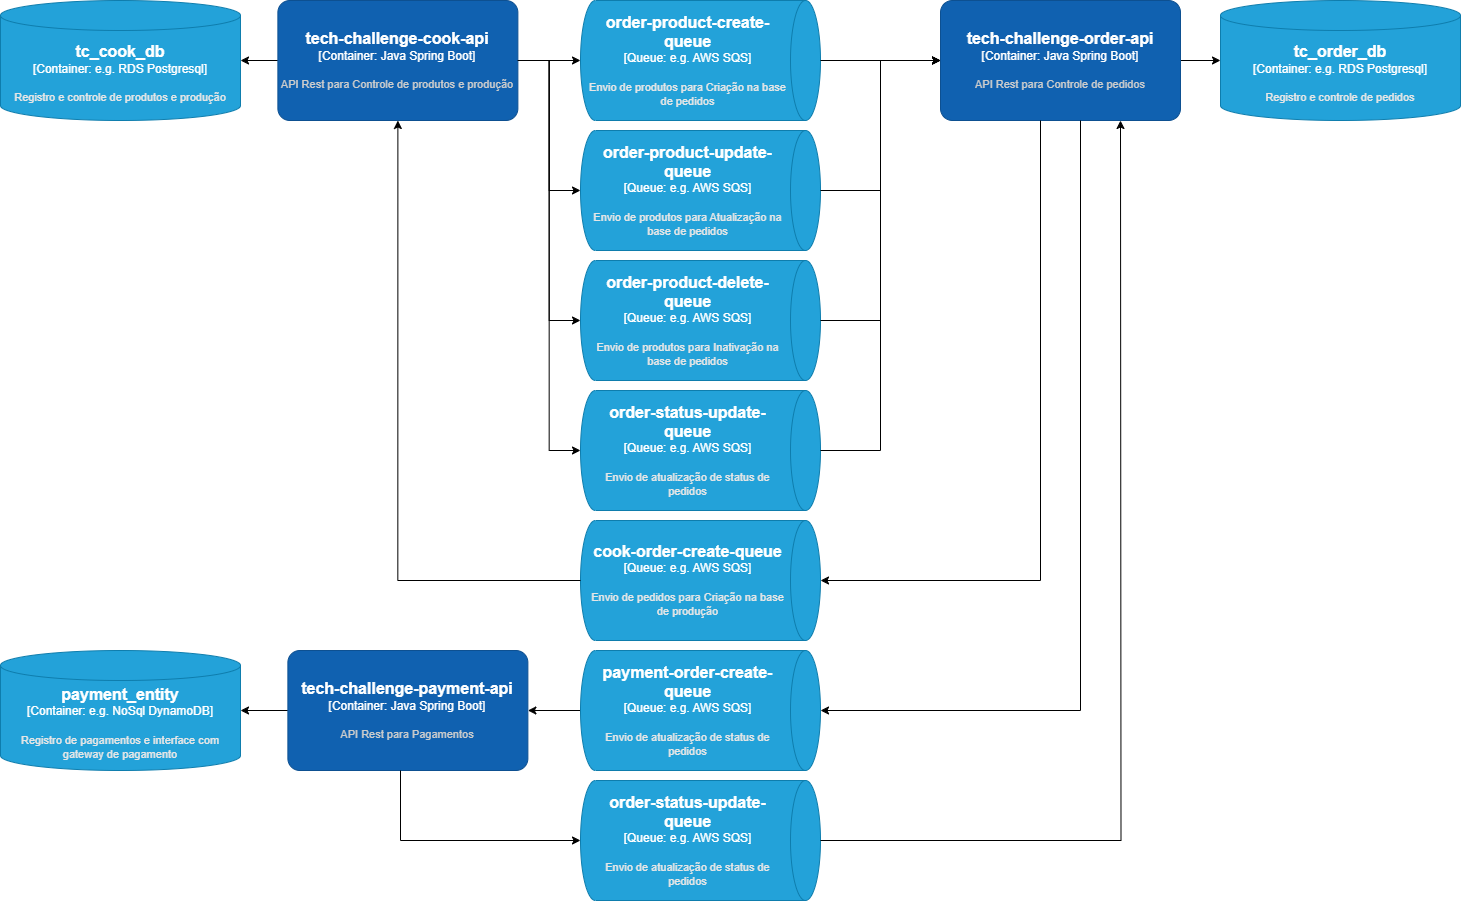 tc_cook_db
[Container: e.g. RDS Postgresql]
Registro e controle de produtos e produção
tech-challenge-cook-api
[Container: Java Spring Boot]
API Rest para Controle de produtos e produção
order-product-create-
queue
[Queue: e.g. AWS SQS]
Envio de produtos para Criação na base
de pedidos
tech-challenge-order-api
[Container: Java Spring Boot]
API Rest para Controle de pedidos
tc_order_db
[Container: e.g. RDS Postgresql]
Registro e controle de pedidos
order-product-update-
queue
[Queue: e.g. AWS SQS]
Envio de produtos para Atualização na
base de pedidos
order-product-delete-
queue
[Queue: e.g. AWS SQS]
Envio de produtos para Inativação na
base de pedidos
order-status-update-
queue
[Queue: e.g. AWS SQS]
Envio de atualização de status de
pedidos
cook-order-create-queue
[Queue: e.g. AWS SQS]
Envio de pedidos para Criação na base
de produção
payment_entity
[Container: e.g. NoSql DynamoDB]
Registro de pagamentos e interface com
gateway de pagamento
tech-challenge-payment-api
[Container: Java Spring Boot]
API Rest para Pagamentos
payment-order-create-
queue
[Queue: e.g. AWS SQS]
Envio de atualização de status de
pedidos
order-status-update-
queue
[Queue: e.g. AWS SQS]
Envio de atualização de status de
pedidos